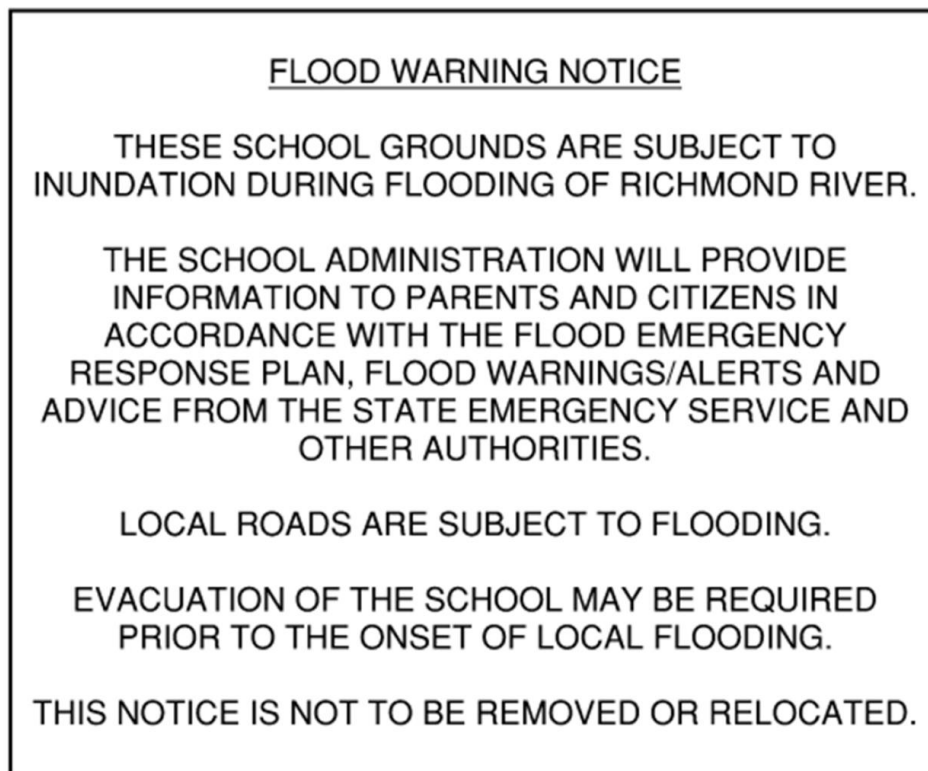 FLOOD WARNING NOTICE
THESE SCHOOL GROUNDS ARE SUBJECT TO
INUNDATION DURING FLOODING OF RICHMOND RIVER.
THE SCHOOL ADMINISTRATION WILL PROVIDE
INFORMATION TO PARENTS AND CITIZENS IN
ACCORDANCE WITH THE FLOOD EMERGENCY
RESPONSE PLAN, FLOOD WARNINGS/ALERTS AND
ADVICE FROM THE STATE EMERGENCY SERVICE AND
OTHER AUTHORITIES.
LOCAL ROADS ARE SUBJECT TO FLOODING.
EVACUATION OF THE SCHOOL MAY BE REQUIRED
PRIOR TO THE ONSET OF LOCAL FLOODING.
THIS NOTICE IS NOT TO BE REMOVED OR RELOCATED.